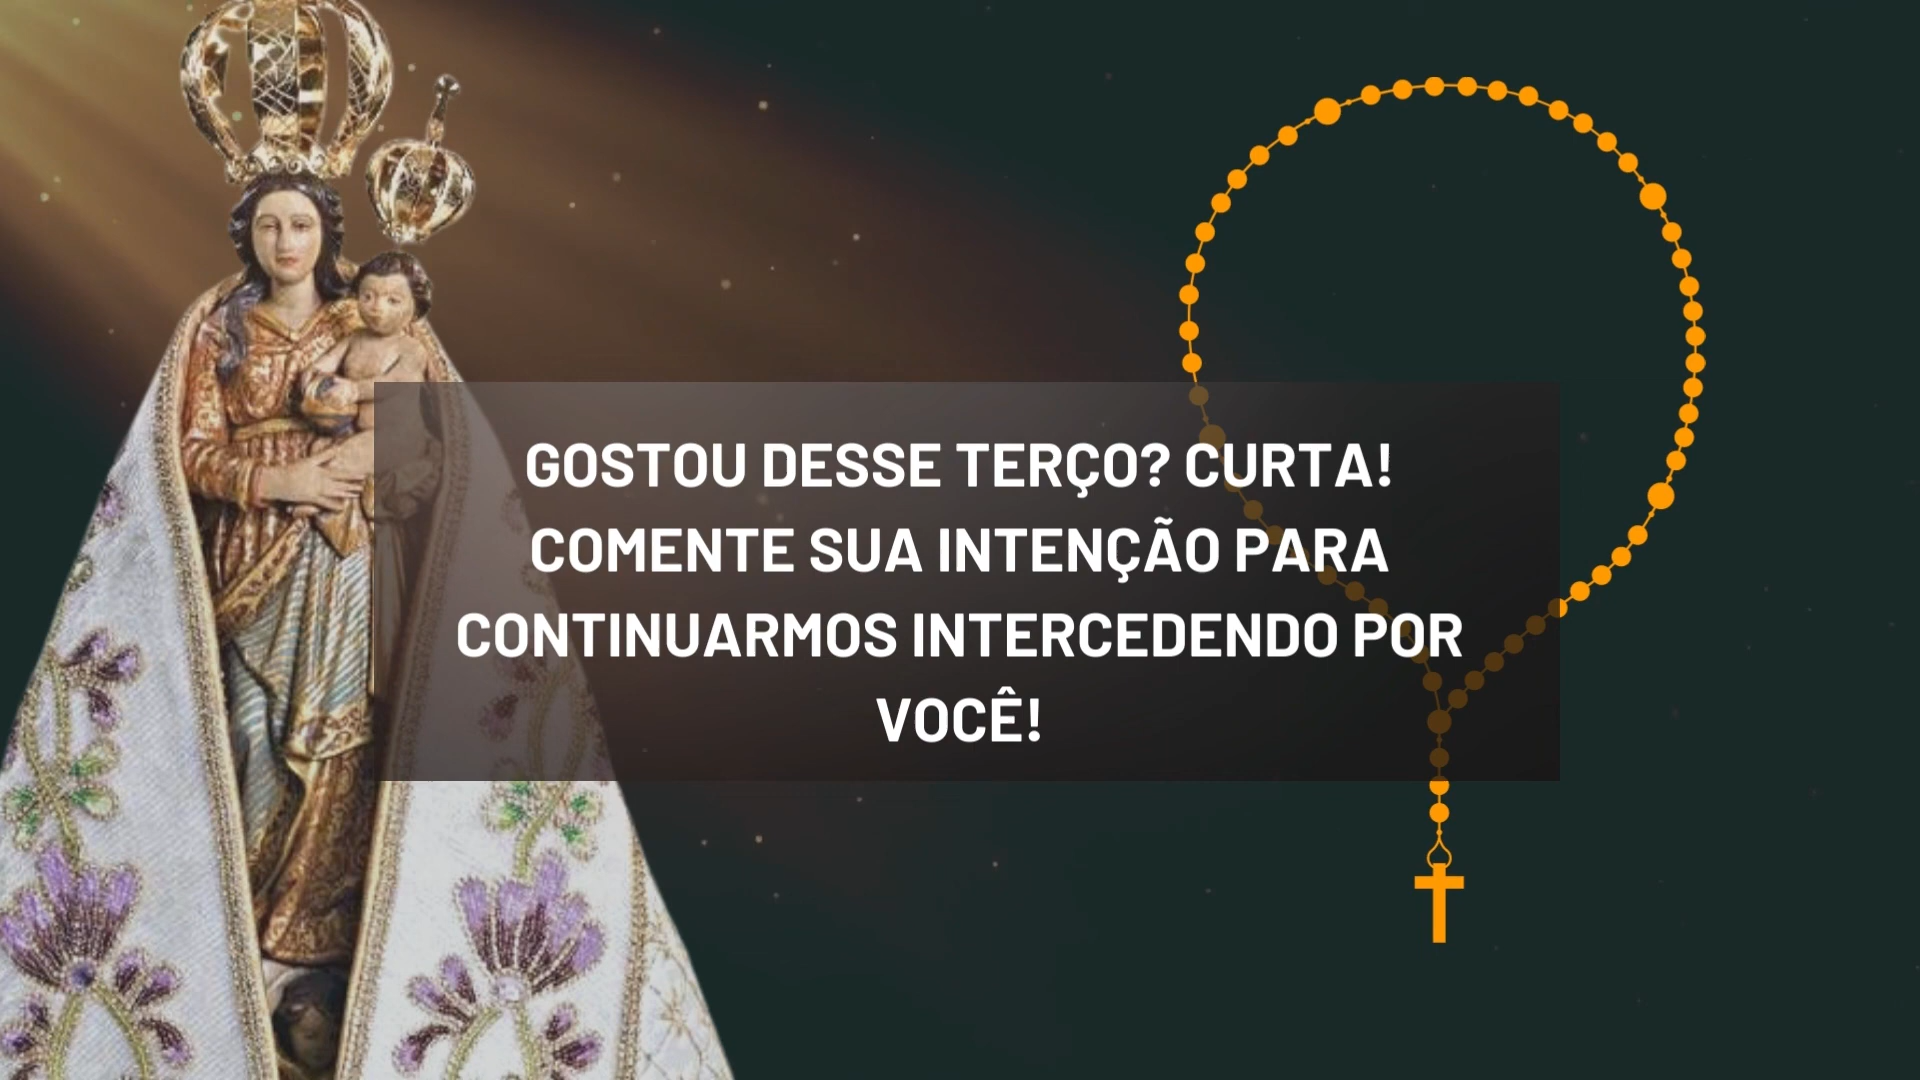 GOSTOU DESSE TERÇO? CURTA!
COMENTE SUA INTENÇÃO PARA
CONTINUARMOS INTERCEDENDO POR
VOCÊ!